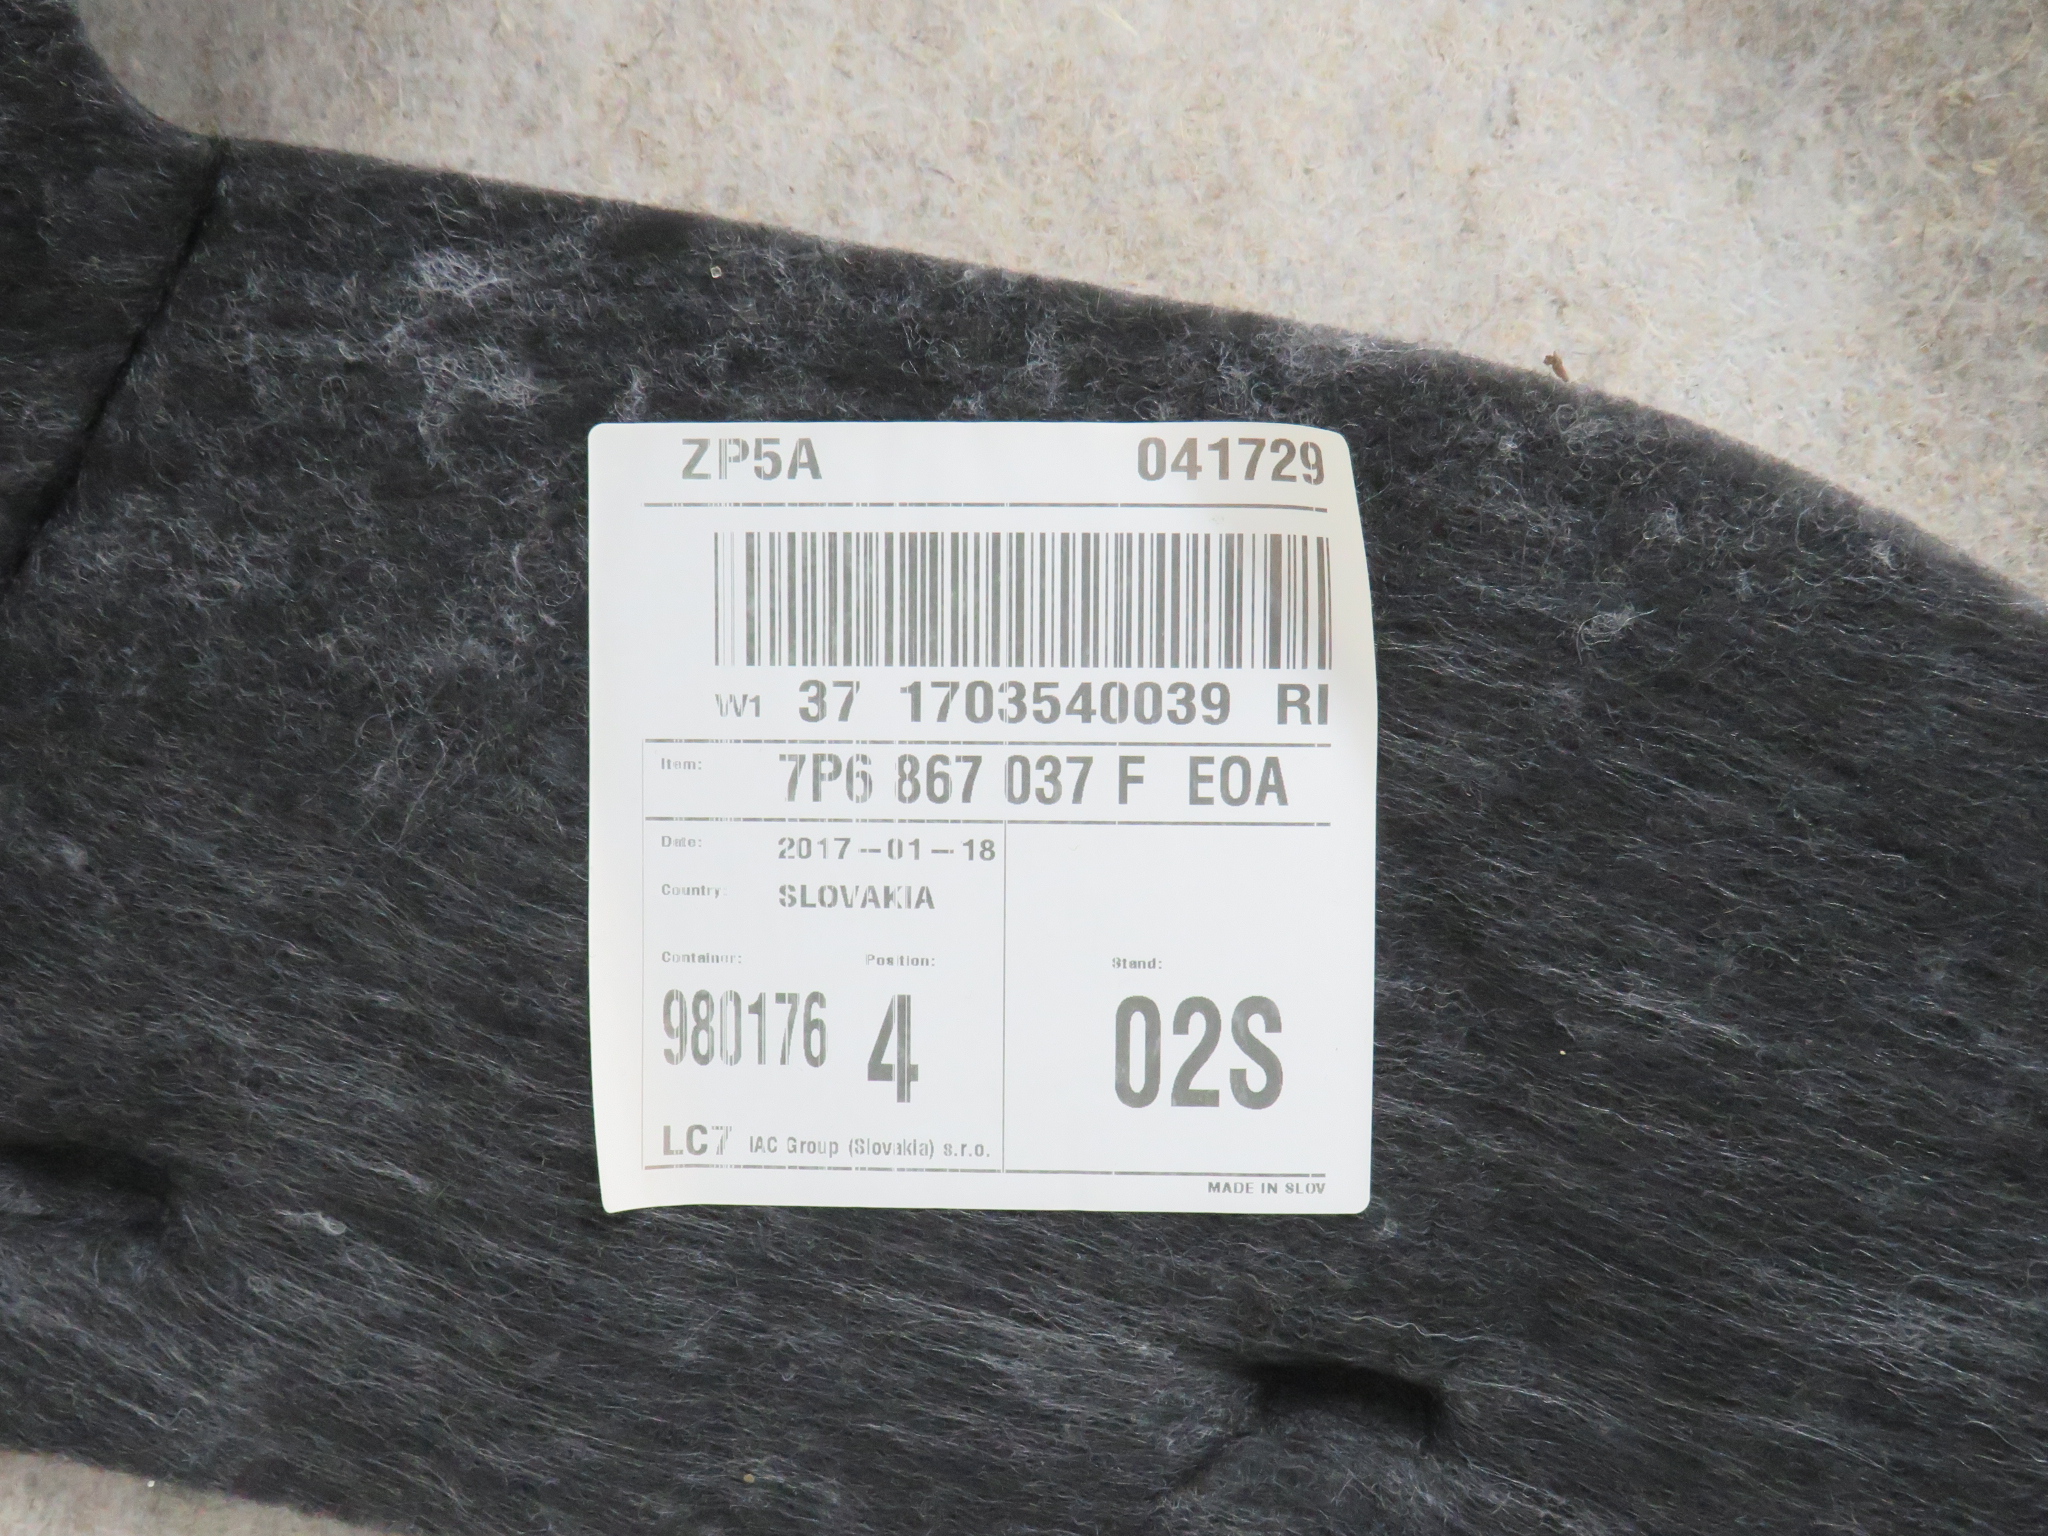 ZP5A 041729
W1 37 1703540039 RI
Item: 7P6 867 037 F EOA
Date: 2017-01-18
Country: SLOVAKIA
Container: Position: Stand:
980176 4 02S
LC7 IAC Group (Slovakia) s.r.o.
MADE IN SLOV